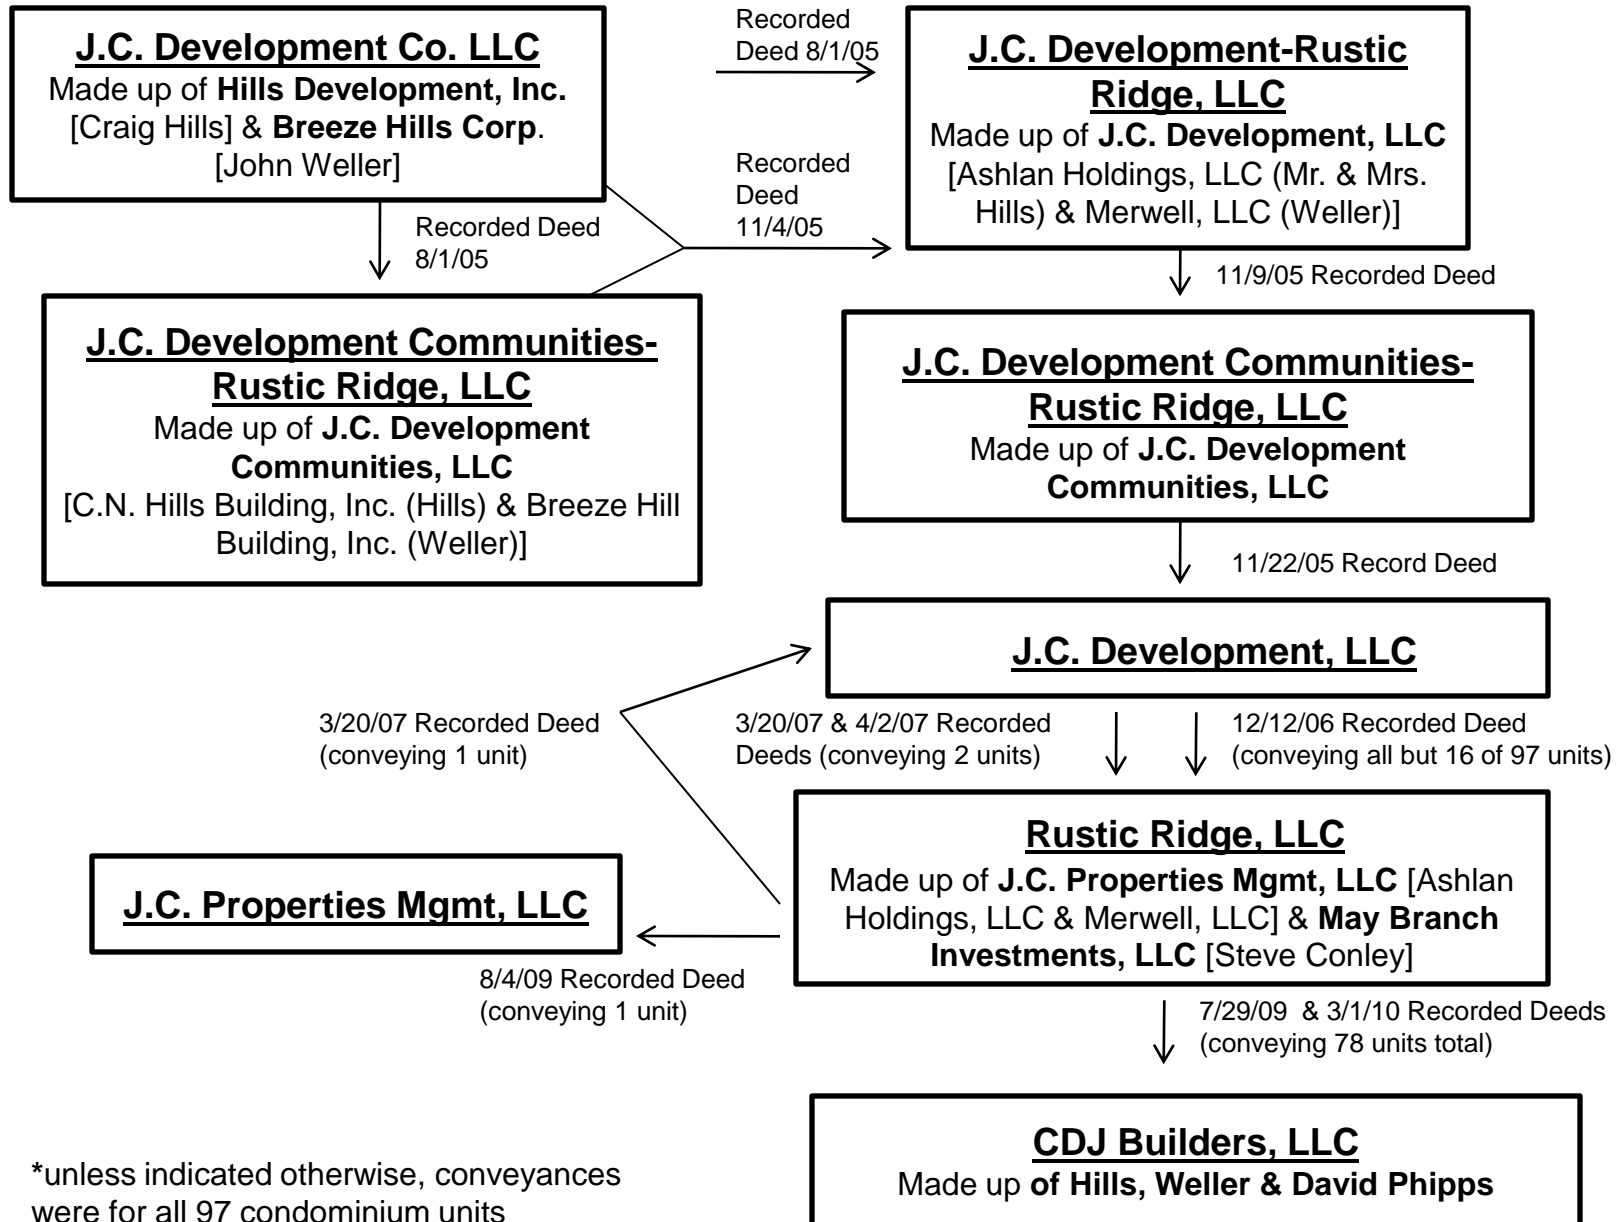 J.C. Development Co. LLC
Made up of Hills Development, Inc.
[Craig Hills] & Breeze Hills Corp.
[John Weller]
Recorded
Deed 8/1/05
J.C. Development-Rustic
Ridge, LLC
Made up of J.C. Development, LLC
[Ashlan Holdings, LLC (Mr. & Mrs.
Hills) & Merwell, LLC (Weller)]
Recorded
Deed
11/4/05
Recorded Deed
8/1/05
11/9/05 Recorded Deed
J.C. Development Communities-
Rustic Ridge, LLC
Made up of J.C. Development
Communities, LLC
[C.N. Hills Building, Inc. (Hills) & Breeze Hill
Building, Inc. (Weller)]
J.C. Development Communities-
Rustic Ridge, LLC
Made up of J.C. Development
Communities, LLC
11/22/05 Record Deed
J.C. Development, LLC
3/20/07 Recorded Deed
(conveying 1 unit)
3/20/07 & 4/2/07 Recorded
Deeds (conveying 2 units)
12/12/06 Recorded Deed
(conveying all but 16 of 97 units)
Rustic Ridge, LLC
Made up of J.C. Properties Mgmt, LLC [Ashlan
Holdings, LLC & Merwell, LLC] & May Branch
Investments, LLC [Steve Conley]
J.C. Properties Mgmt, LLC
8/4/09 Recorded Deed
(conveying 1 unit)
7/29/09 & 3/1/10 Recorded Deeds
(conveying 78 units total)
CDJ Builders, LLC
Made up of Hills, Weller & David Phipps
*unless indicated otherwise, conveyances
were for all 97 condominium units